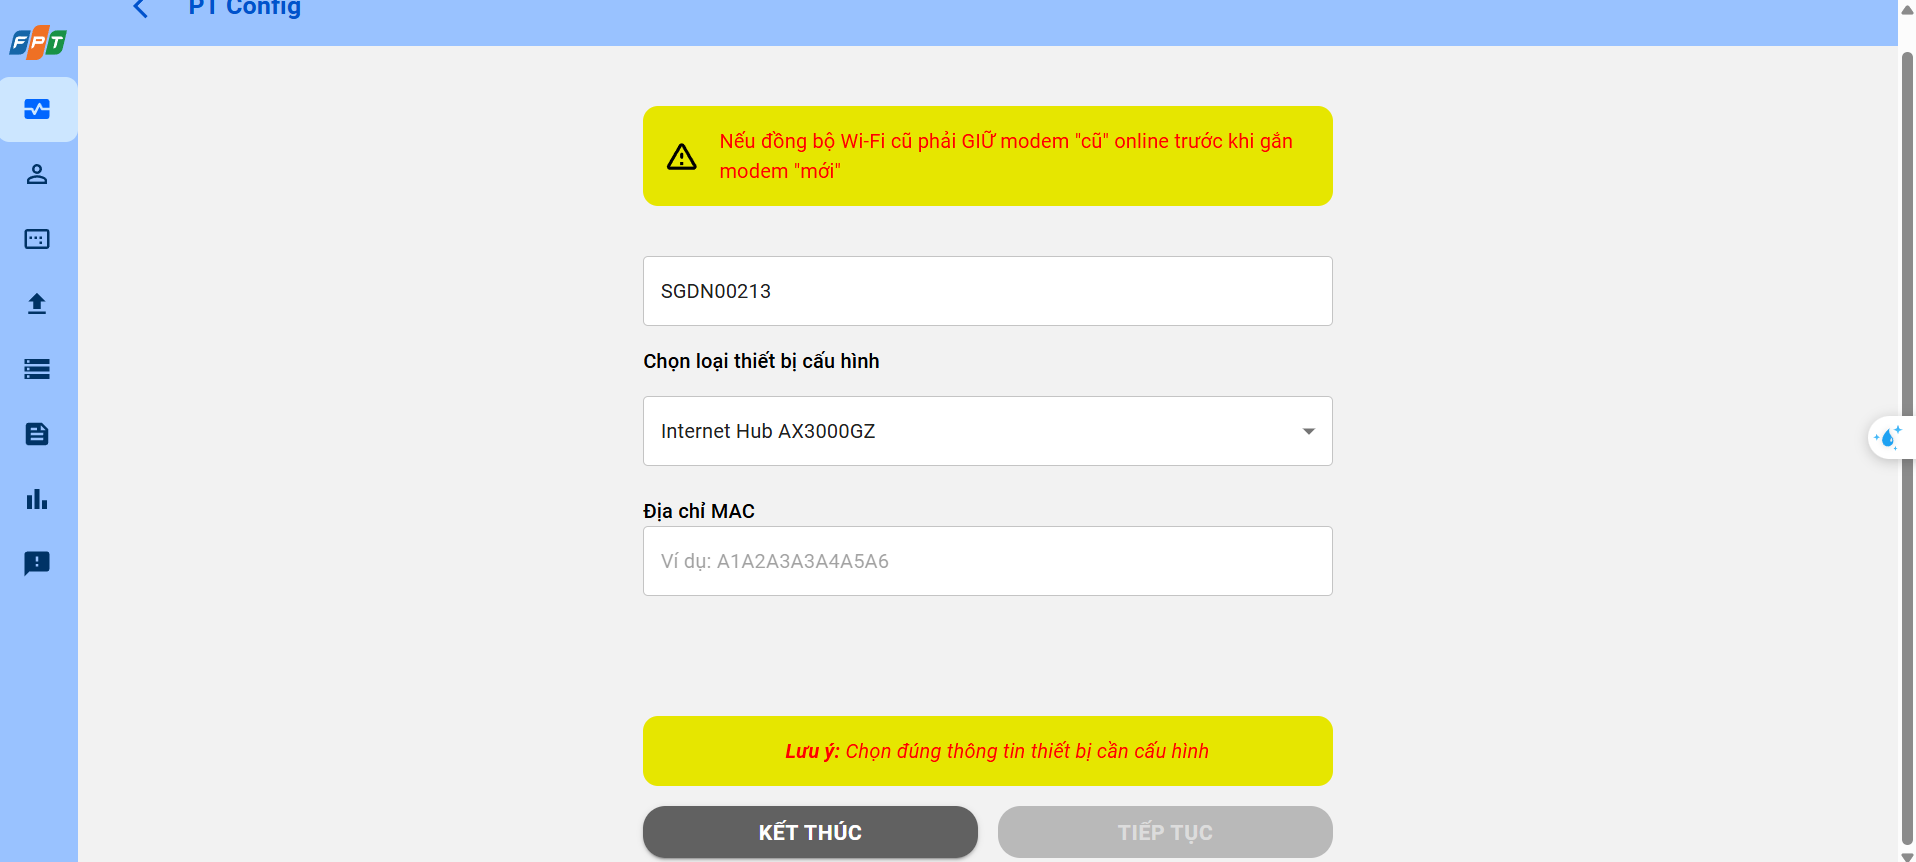 PT Config
FPT
Nếu đồng bộ Wi-Fi cũ phải GIỮ modem "cũ" online trước khi gắn
modem "mới"
SGDN00213
Chọn loại thiết bị cấu hình
Internet Hub AX3000GZ
Địa chỉ MAC
Ví dụ: A1A2A3A3A4A5A6
Lưu ý: Chọn đúng thông tin thiết bị cần cấu hình
KẾT THÚC
TIẾP TỤC